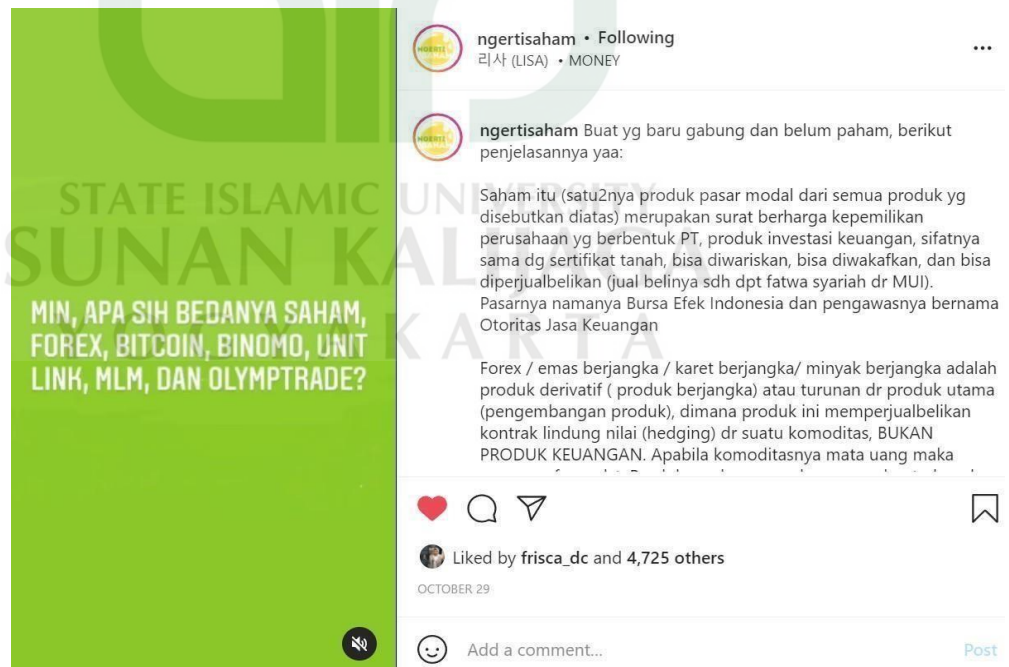 ngertisaham • Following
리사 (LISA) • MONEY
ngertisaham Buat yg baru gabung dan belum paham, berikut
penjelasannya yaa:
Saham itu (satu2nya produk pasar modal dari semua produk yg
disebutkan diatas) merupakan surat berharga kepemilikan
perusahaan yg berbentuk PT, produk investasi keuangan, sifatnya
sama dg sertifikat tanah, bisa diwariskan, bisa diwakafkan, dan bisa
diperjualbelikan (jual belinya sdh dpt fatwa syariah dr MUI).
Pasarnya namanya Bursa Efek Indonesia dan pengawasnya bernama
Otoritas Jasa Keuangan
Forex / emas berjangka / karet berjangka/ minyak berjangka adalah
produk derivatif ( produk berjangka) atau turunan dr produk utama
(pengembangan produk), dimana produk ini memperjualbelikan
kontrak lindung nilai (hedging) dr suatu komoditas, BUKAN
PRODUK KEUANGAN. Apabila komoditasnya mata uang maka
MIN, APA SIH BEDANYA SAHAM,
FOREX, BITCOIN, BINOMO, UNIT
LINK, MLM, DAN OLYMPTRADE?
Liked by frisca_dc and 4,725 others
OCTOBER 29
Add a comment...
Post
STATE ISLAMIC UNIVERSITY
SUNAN KALIJAGA
YOGYAKARTA